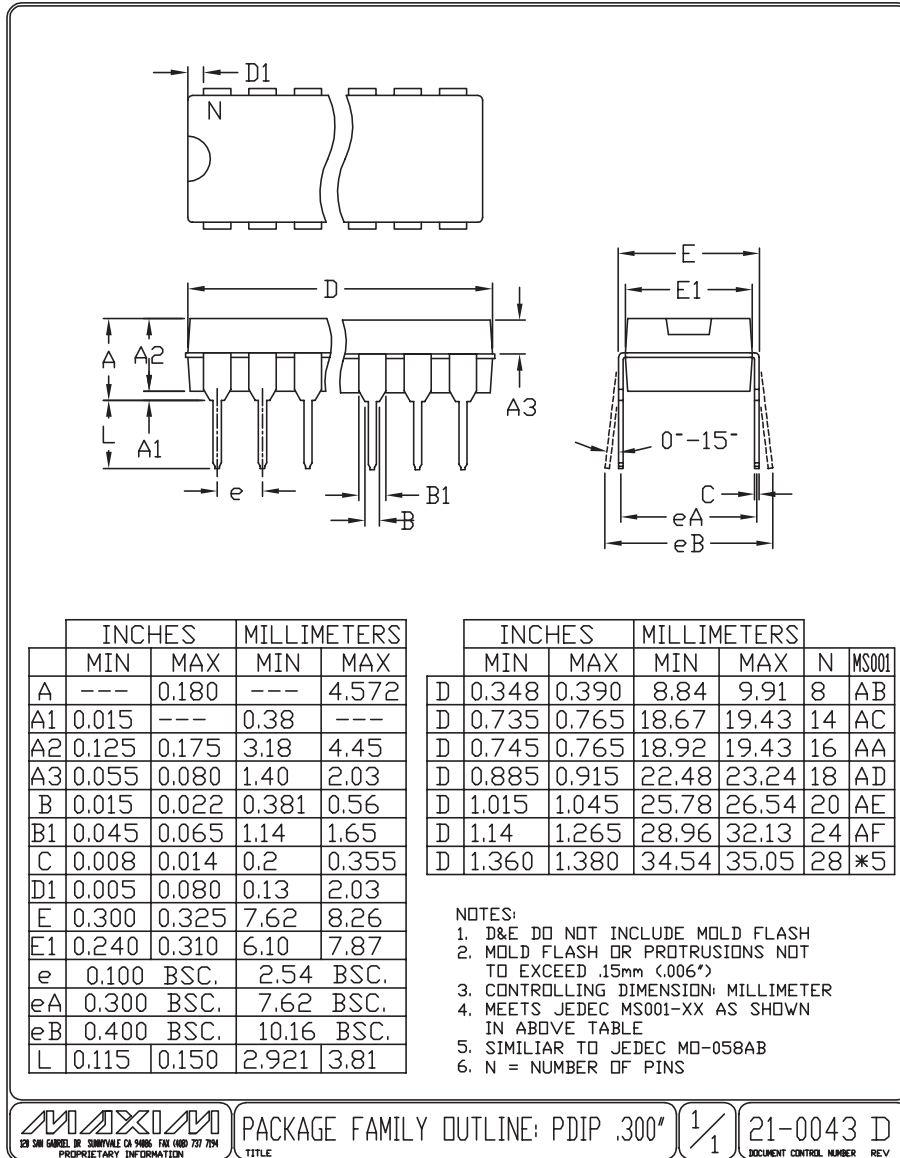 D1
N
D
E
E1
A
A2
A3
L
A1
0°-15°
e
B1
B
C
eA
eB
INCHES MILLIMETERS
MIN MAX MIN MAX
A --- 0.180 --- 4.572
A1 0.015 --- 0.38 ---
A2 0.125 0.175 3.18 4.45
A3 0.055 0.080 1.40 2.03
B 0.015 0.022 0.381 0.56
B1 0.045 0.065 1.14 1.65
C 0.008 0.014 0.2 0.355
D1 0.005 0.080 0.13 2.03
E 0.300 0.325 7.62 8.26
E1 0.240 0.310 6.10 7.87
e 0.100 BSC. 2.54 BSC.
eA 0.300 BSC. 7.62 BSC.
eB 0.400 BSC. 10.16 BSC.
L 0.115 0.150 2.921 3.81
INCHES MILLIMETERS
MIN MAX MIN MAX N MS001
D 0.348 0.390 8.84 9.91 8 AB
D 0.735 0.765 18.67 19.43 14 AC
D 0.745 0.765 18.92 19.43 16 AA
D 0.885 0.915 22.48 23.24 18 AD
D 1.015 1.045 25.78 26.54 20 AE
D 1.14 1.265 28.96 32.13 24 AF
D 1.360 1.380 34.54 35.05 28 *5
NOTES:
1. D&E DO NOT INCLUDE MOLD FLASH
2. MOLD FLASH OR PROTRUSIONS NOT
TO EXCEED .15mm (.006")
3. CONTROLLING DIMENSION: MILLIMETER
4. MEETS JEDEC MS001-XX AS SHOWN
IN ABOVE TABLE
5. SIMILIAR TO JEDEC MO-058AB
6. N = NUMBER OF PINS
MAXIM
120 SAN GABRIEL DR SUNNYVALE CA 94086 FAX (408) 737 7194
PROPRIETARY INFORMATION
PACKAGE FAMILY OUTLINE: PDIP .300"
TITLE
1/1
21-0043 D
DOCUMENT CONTROL NUMBER REV